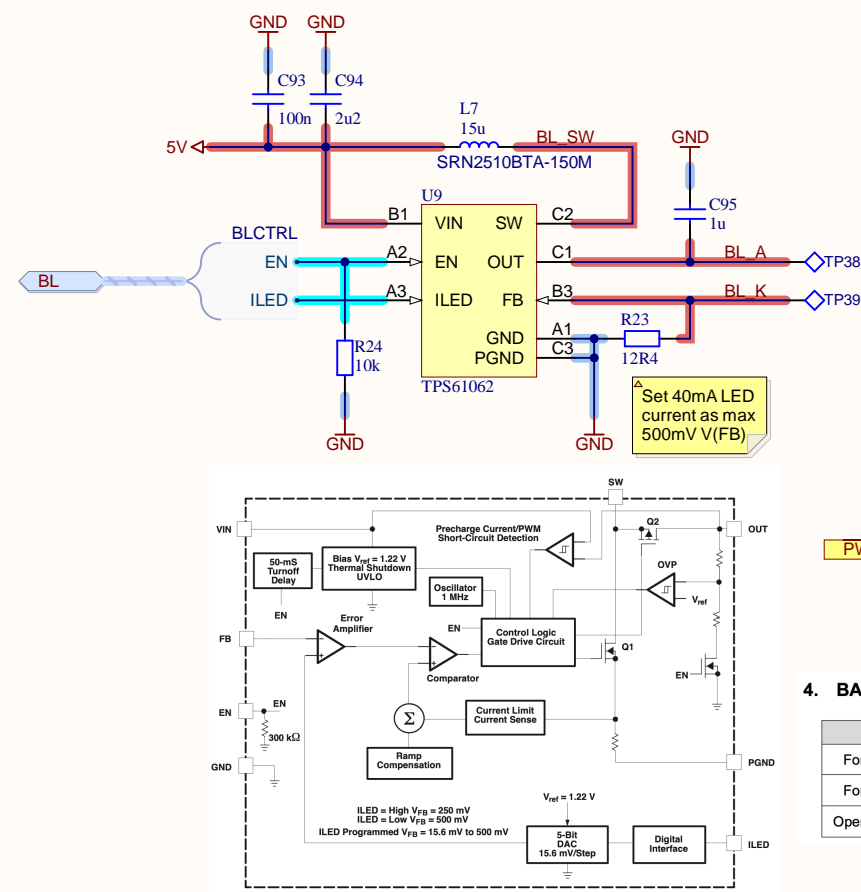 GND
GND
C93
C94
100n
2u2
L7
15u
BL_SW
GND
5V
SRN2510BTA-150M
U9
C95
1u
B1
VIN
SW
C2
BLCTRL
EN
A2
EN
OUT
C1
BL_A
TP38
BL
ILED
A3
ILED
FB
B3
BL_K
TP39
R23
GND
A1
R24
PGND
C3
12R4
10k
TPS61062
Set 40mA LED
current as max
500mV V(FB)
GND
GND
SW
VIN
Q2
OUT
Precharge Current/PWM
Short-Circuit Detection
50-mS
Turnoff
Delay
Bias Vref = 1.22 V
Thermal Shutdown
UVLO
OVP
Vref
Oscillator
1 MHz
EN
Error
Amplifier
EN
Control Logic
Gate Drive Circuit
Q1
FB
Comparator
EN
EN
EN
300 kΩ
Σ
Current Limit
Current Sense
GND
Ramp
Compensation
PGND
Vref = 1.22 V
ILED = High VFB = 250 mV
ILED = Low VFB = 500 mV
ILED Programmed VFB = 15.6 mV to 500 mV
5-Bit
DAC
15.6 mV/Step
Digital
Interface
ILED
4. BA
For
For
Oper